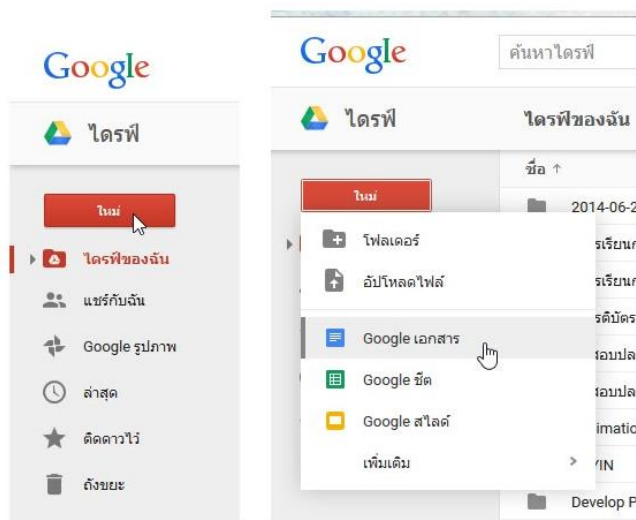 Google
ไดรฟ์
ใหม่
ไดรฟ์ของฉัน
แชร์กับฉัน
Google รูปภาพ
ล่าสุด
ติดดาวไว้
ถังขยะ
Google
ค้นหาไดรฟ์
ไดรฟ์
ไดรฟ์ของฉัน
ชื่อ ↑
ใหม่
2014-06-2
โฟลเดอร์
อัปโหลดไฟล์
Google เอกสาร
Google ชีต
Google สไลด์
เพิ่มเติม >
Develop P